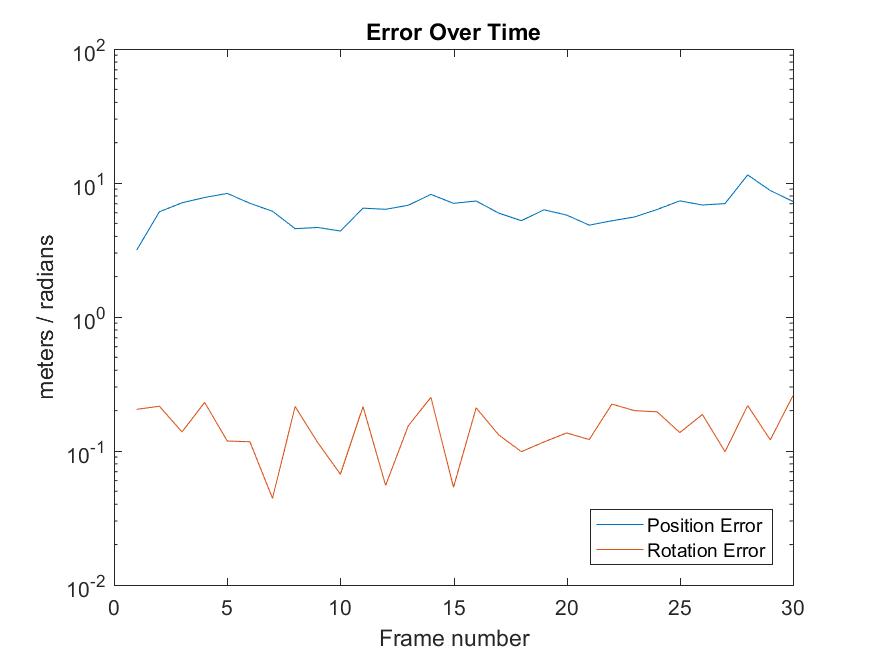 Error Over Time
10^2
10^1
10^0
10^-1
10^-2
meters / radians
0 5 10 15 20 25 30
Frame number
Position Error
Rotation Error